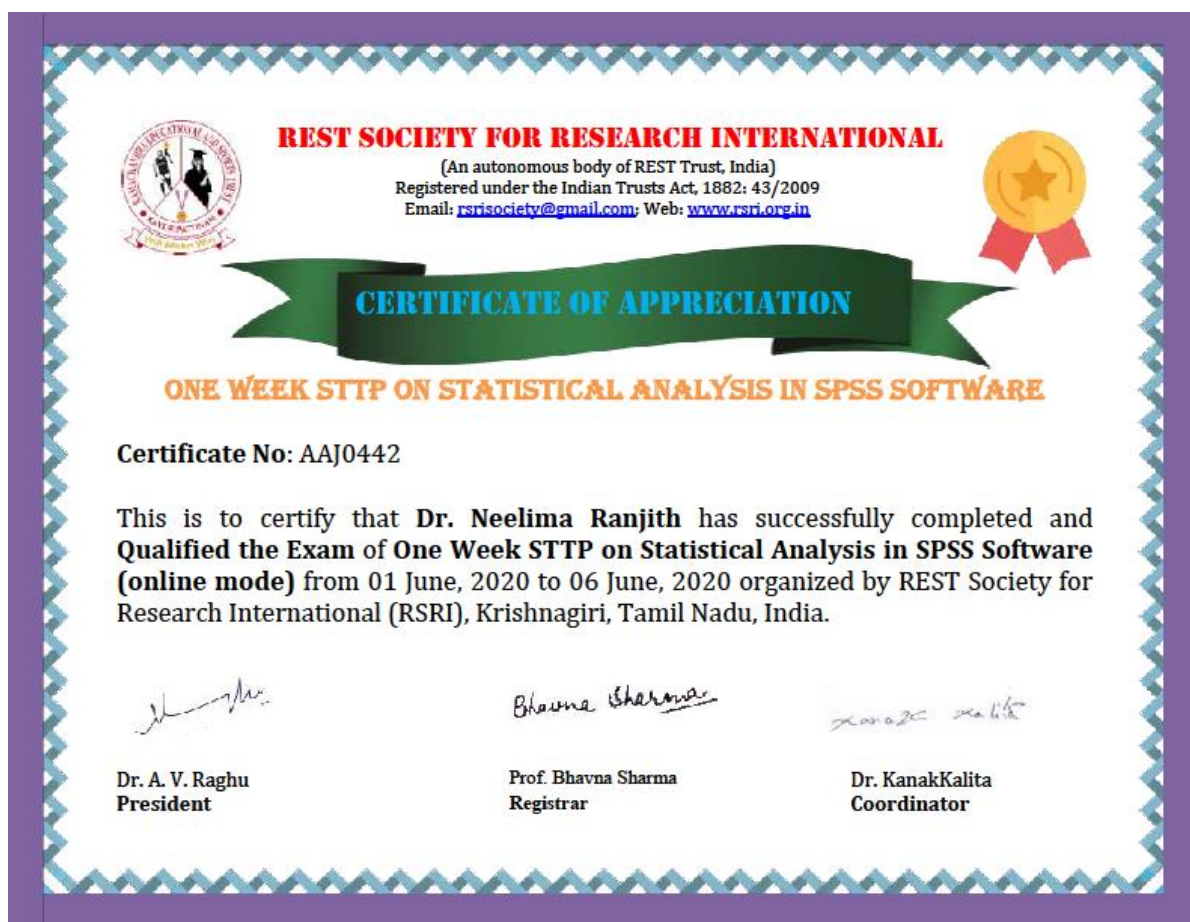 REST SOCIETY FOR RESEARCH INTERNATIONAL
(An autonomous body of REST Trust, India)
Registered under the Indian Trusts Act, 1882: 43/2009
Email: rsrisociety@gmail.com; Web: www.rsri.org.in
CERTIFICATE OF APPRECIATION
ONE WEEK STTP ON STATISTICAL ANALYSIS IN SPSS SOFTWARE
Certificate No: AAJ0442
This is to certify that Dr. Neelima Ranjith has successfully completed and
Qualified the Exam of One Week STTP on Statistical Analysis in SPSS Software
(online mode) from 01 June, 2020 to 06 June, 2020 organized by REST Society for
Research International (RSRI), Krishnagiri, Tamil Nadu, India.
Bhavna Sharma
Dr. A. V. Raghu
President
Prof. Bhavna Sharma
Registrar
Dr. KanakKalita
Coordinator